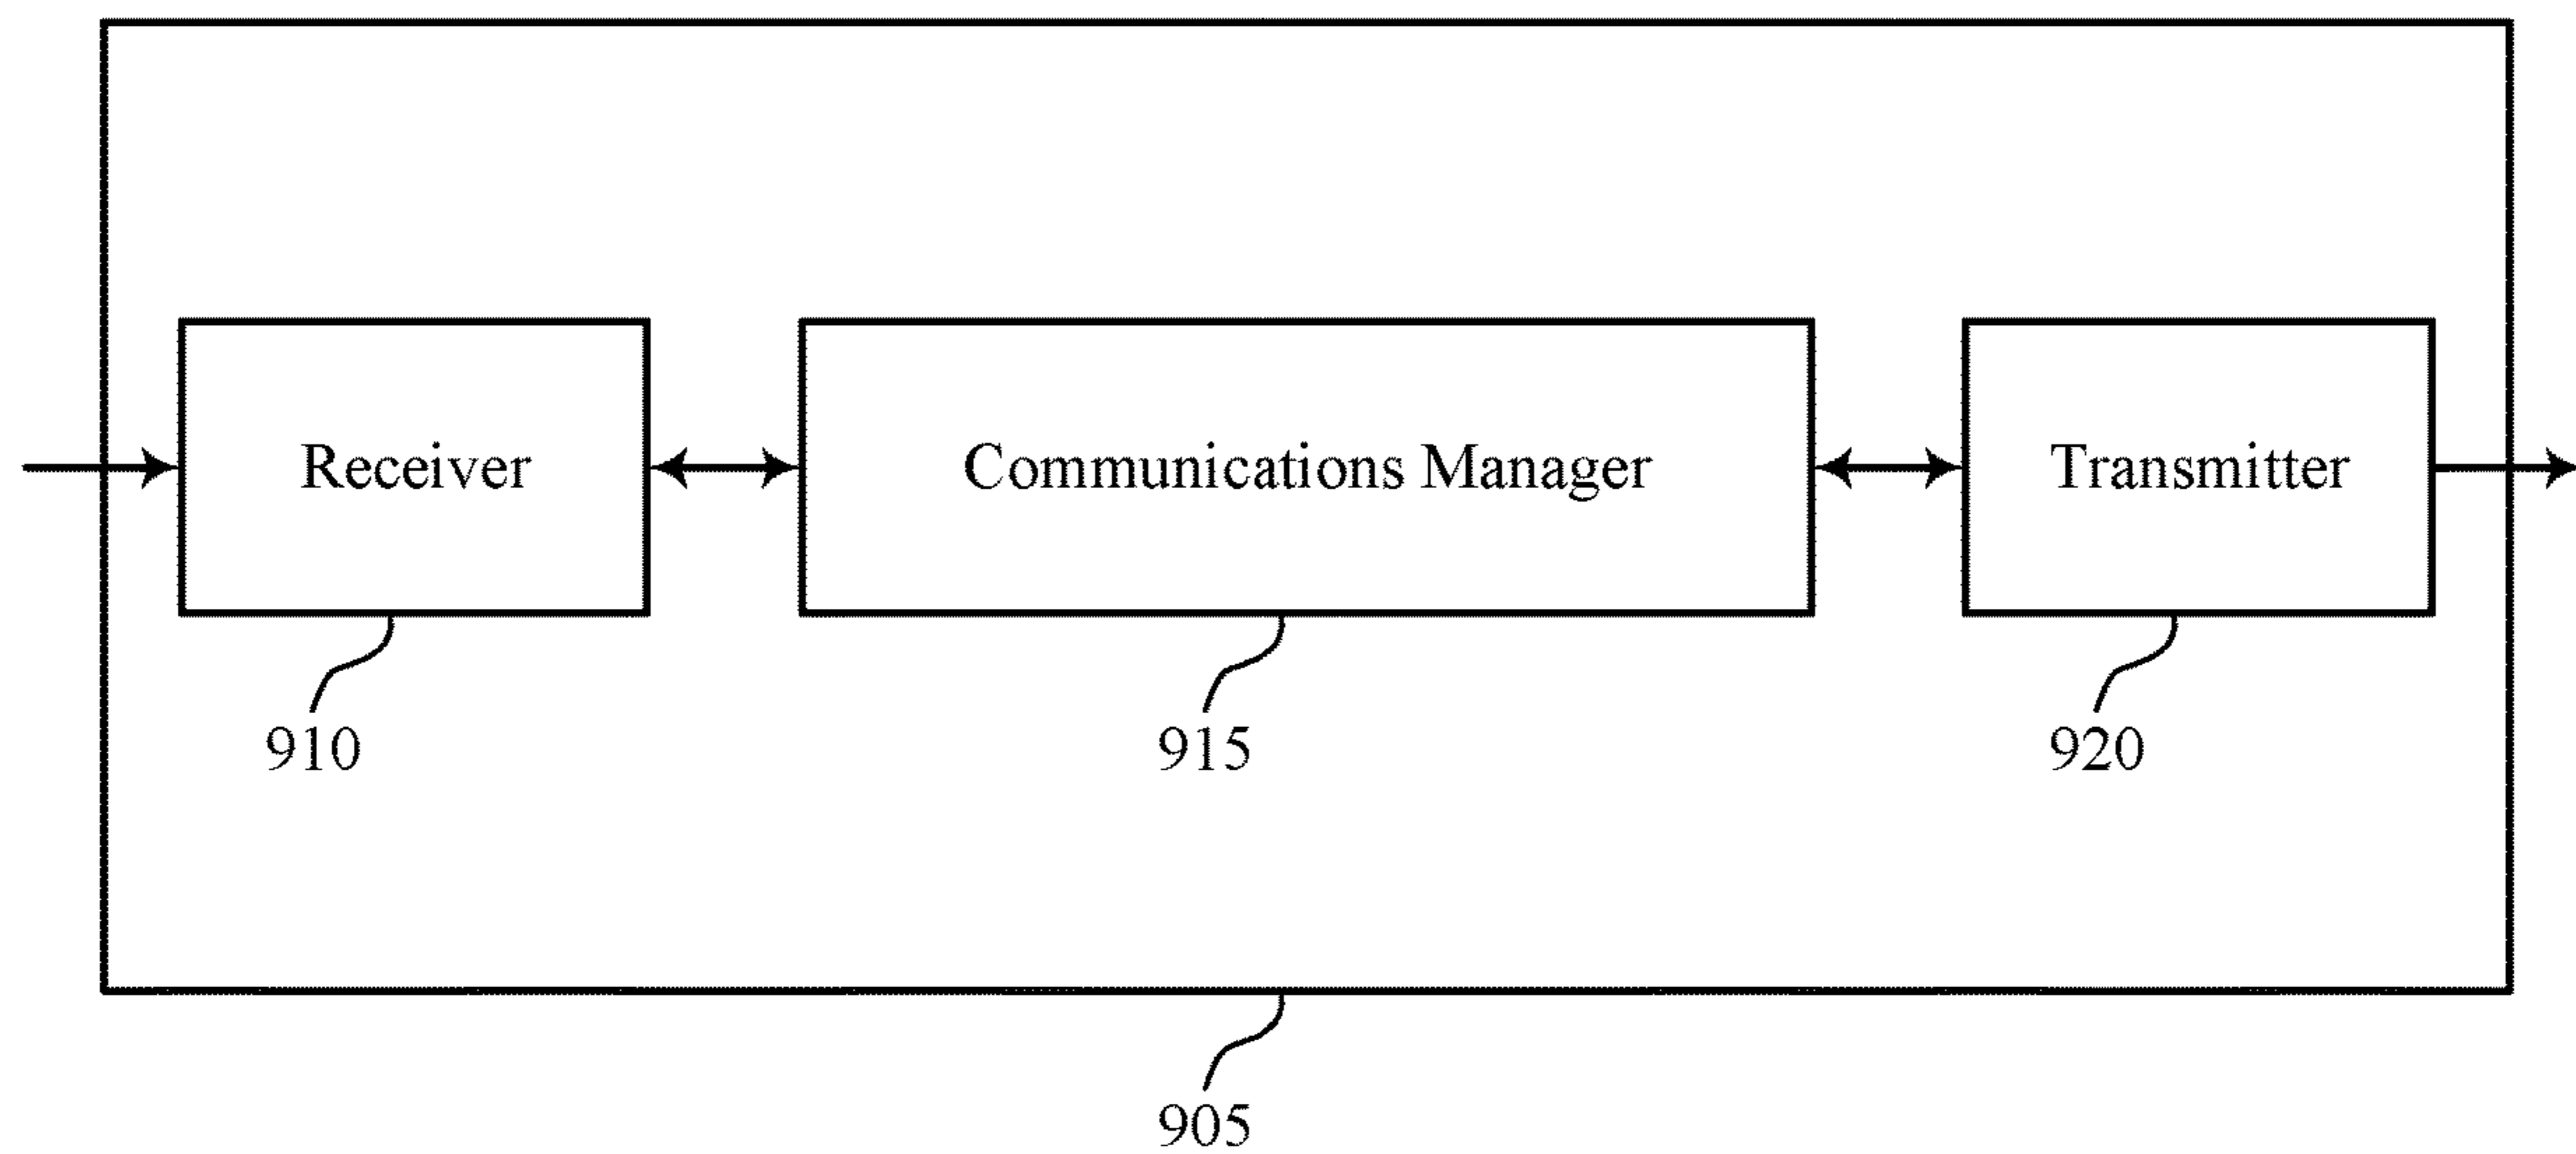 Receiver
Communications Manager
Transmitter
910
915
920
905